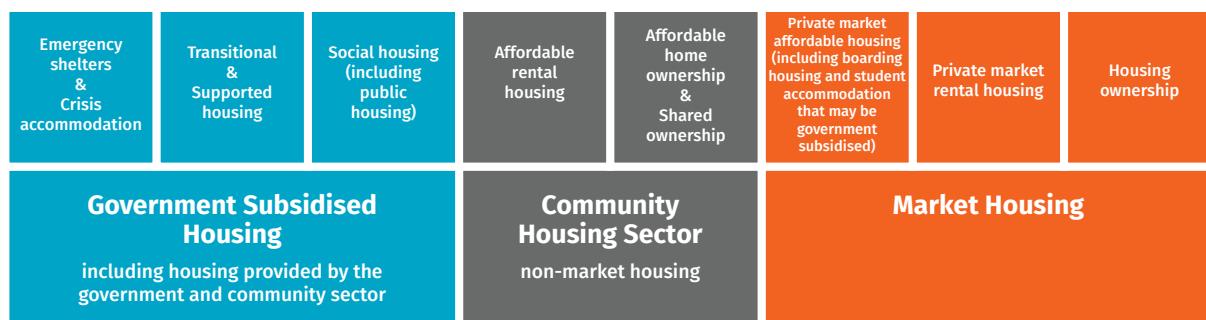 Emergency
shelters
&
Crisis
accommodation
Transitional
&
Supported
housing
Social housing
(including
public
housing)
Affordable
rental
housing
Affordable
home
ownership
&
Shared
ownership
Private market
affordable housing
(including boarding
housing and student
accommodation
that may be
government
subsidised)
Private market
rental housing
Housing
ownership
Government Subsidised
Housing
including housing provided by the
government and community sector
Community
Housing Sector
non-market housing
Market Housing